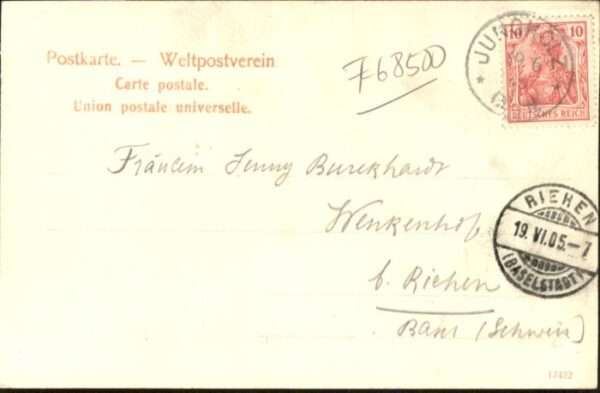 Postkarte. — Weltpostverein
Carte postale.
Union postale universelle.
768500
JUNGHOLZ
10 10
DEUTSCHES REICH
Fräulein Jenny Burckhardt
Wenkenhof
b. Riehen
(Schweiz)
RIEHEN
19. VI. 05.-7
(BASELSTADT)